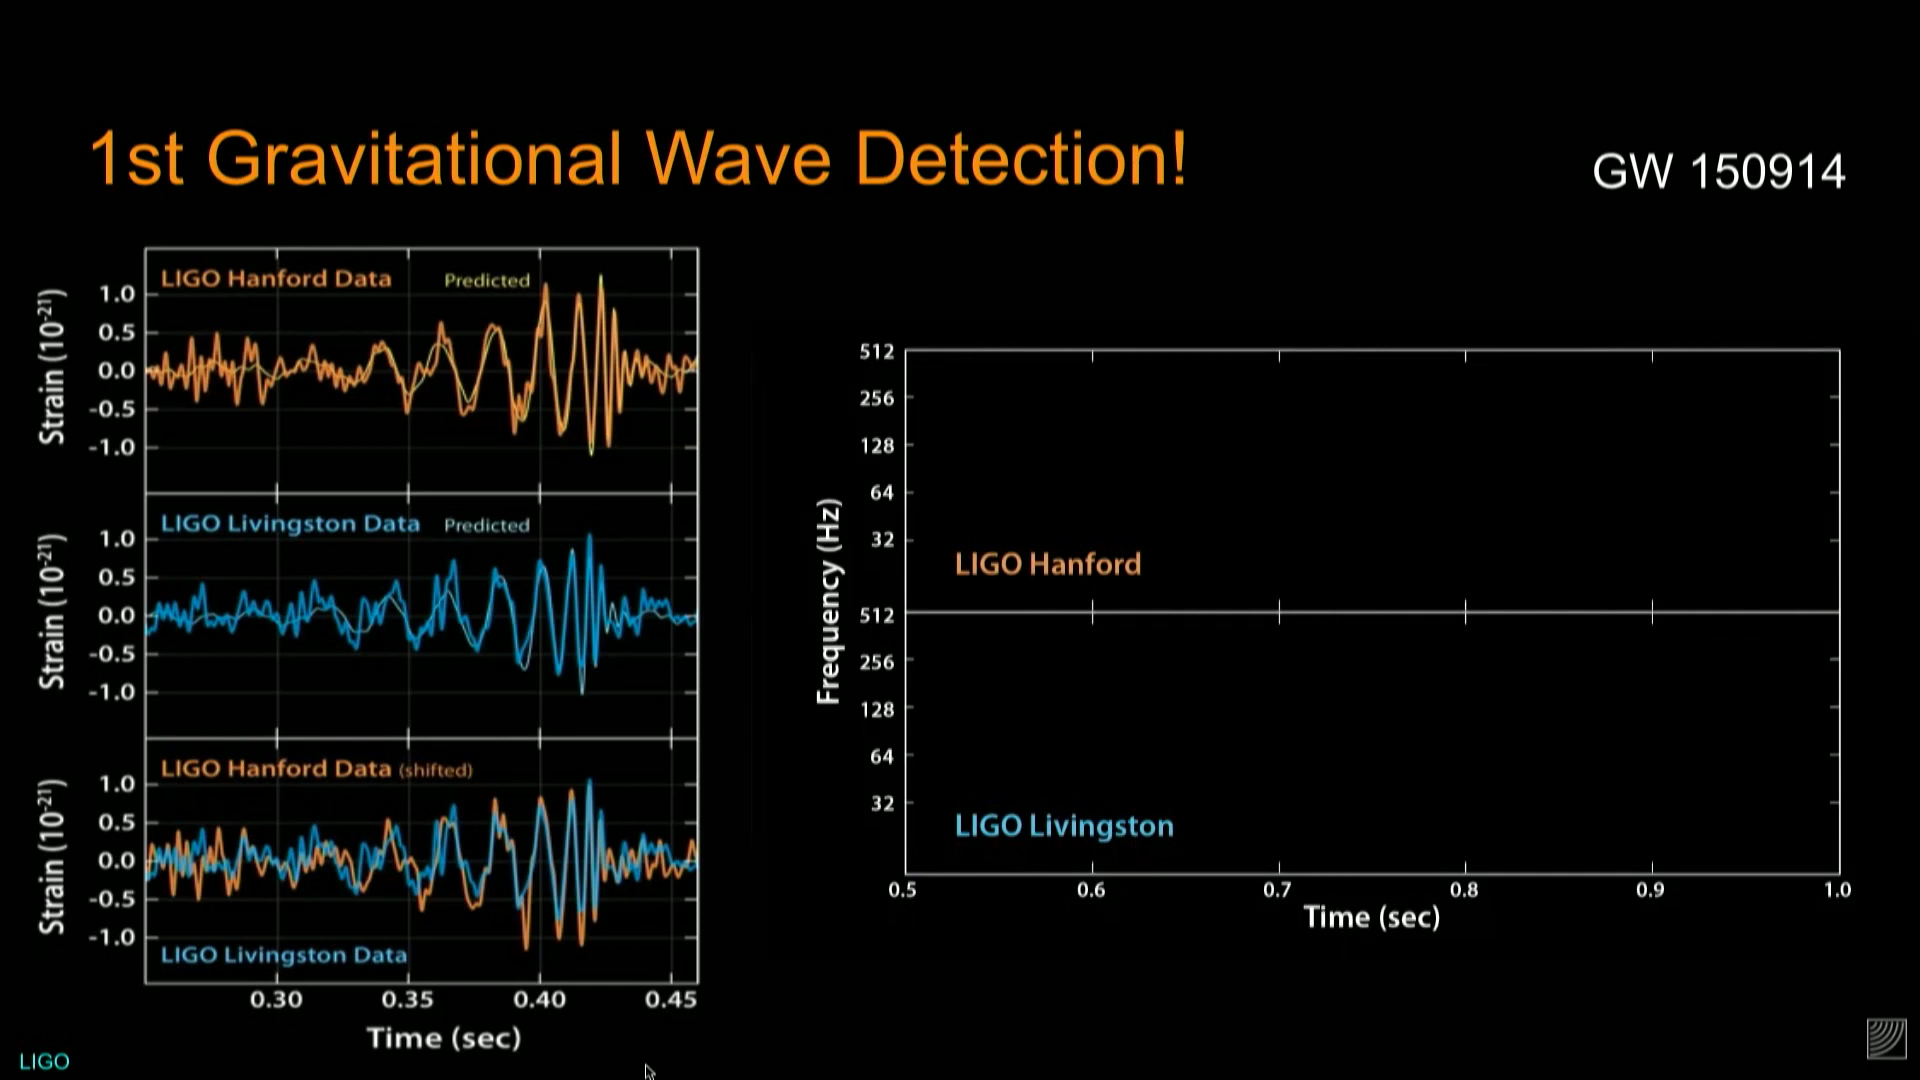 1st Gravitational Wave Detection!
GW 150914
LIGO Hanford Data
Predicted
1.0
0.5
0.0
-0.5
-1.0
Strain (10⁻²¹)
LIGO Livingston Data
Predicted
1.0
0.5
0.0
-0.5
-1.0
Strain (10⁻²¹)
LIGO Hanford Data (shifted)
1.0
0.5
0.0
-0.5
-1.0
Strain (10⁻²¹)
LIGO Livingston Data
0.30 0.35 0.40 0.45
Time (sec)
512
256
128
64
32
LIGO Hanford
Frequency (Hz)
512
256
128
64
32
LIGO Livingston
0.5 0.6 0.7 0.8 0.9 1.0
Time (sec)
LIGO